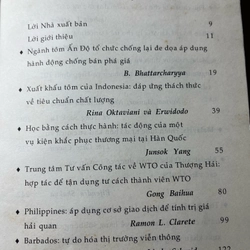 Lời Nhà xuất bản 9
Lời giới thiệu 11
♦ Ngành tôm Ấn Độ tổ chức chống lại đe dọa áp dụng
hành động chống bán phá giá
B. Bhattarcharyya 19
♦ Xuất khẩu tôm của Indonesia: đáp ứng thách thức
về tiêu chuẩn chất lượng
Rina Oktaviani và Erwidodo 39
♦ Học bằng cách thực hành: tác động của một
vụ kiện khắc phục thương mại tại Hàn Quốc
Junsok Yang 55
♦ Trung tâm Tư vấn Công tác về WTO của Thượng Hải:
hợp tác để tận dụng tư cách thành viên WTO
Gong Baihua 80
♦ Philippines: áp dụng cơ sở giao dịch để tính trị giá
hải quan
Ramon L. Clarete 99
♦ Barbados: tự do hóa thị trường viễn thông